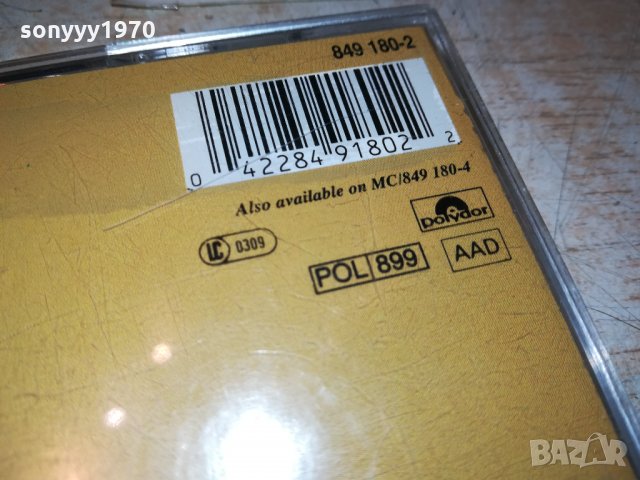 sonyyy1970
849 180-2
0 42284 91802 2
Also available on MC/849 180-4
polydor
LC 0309
POL 899
AAD
BAZAR